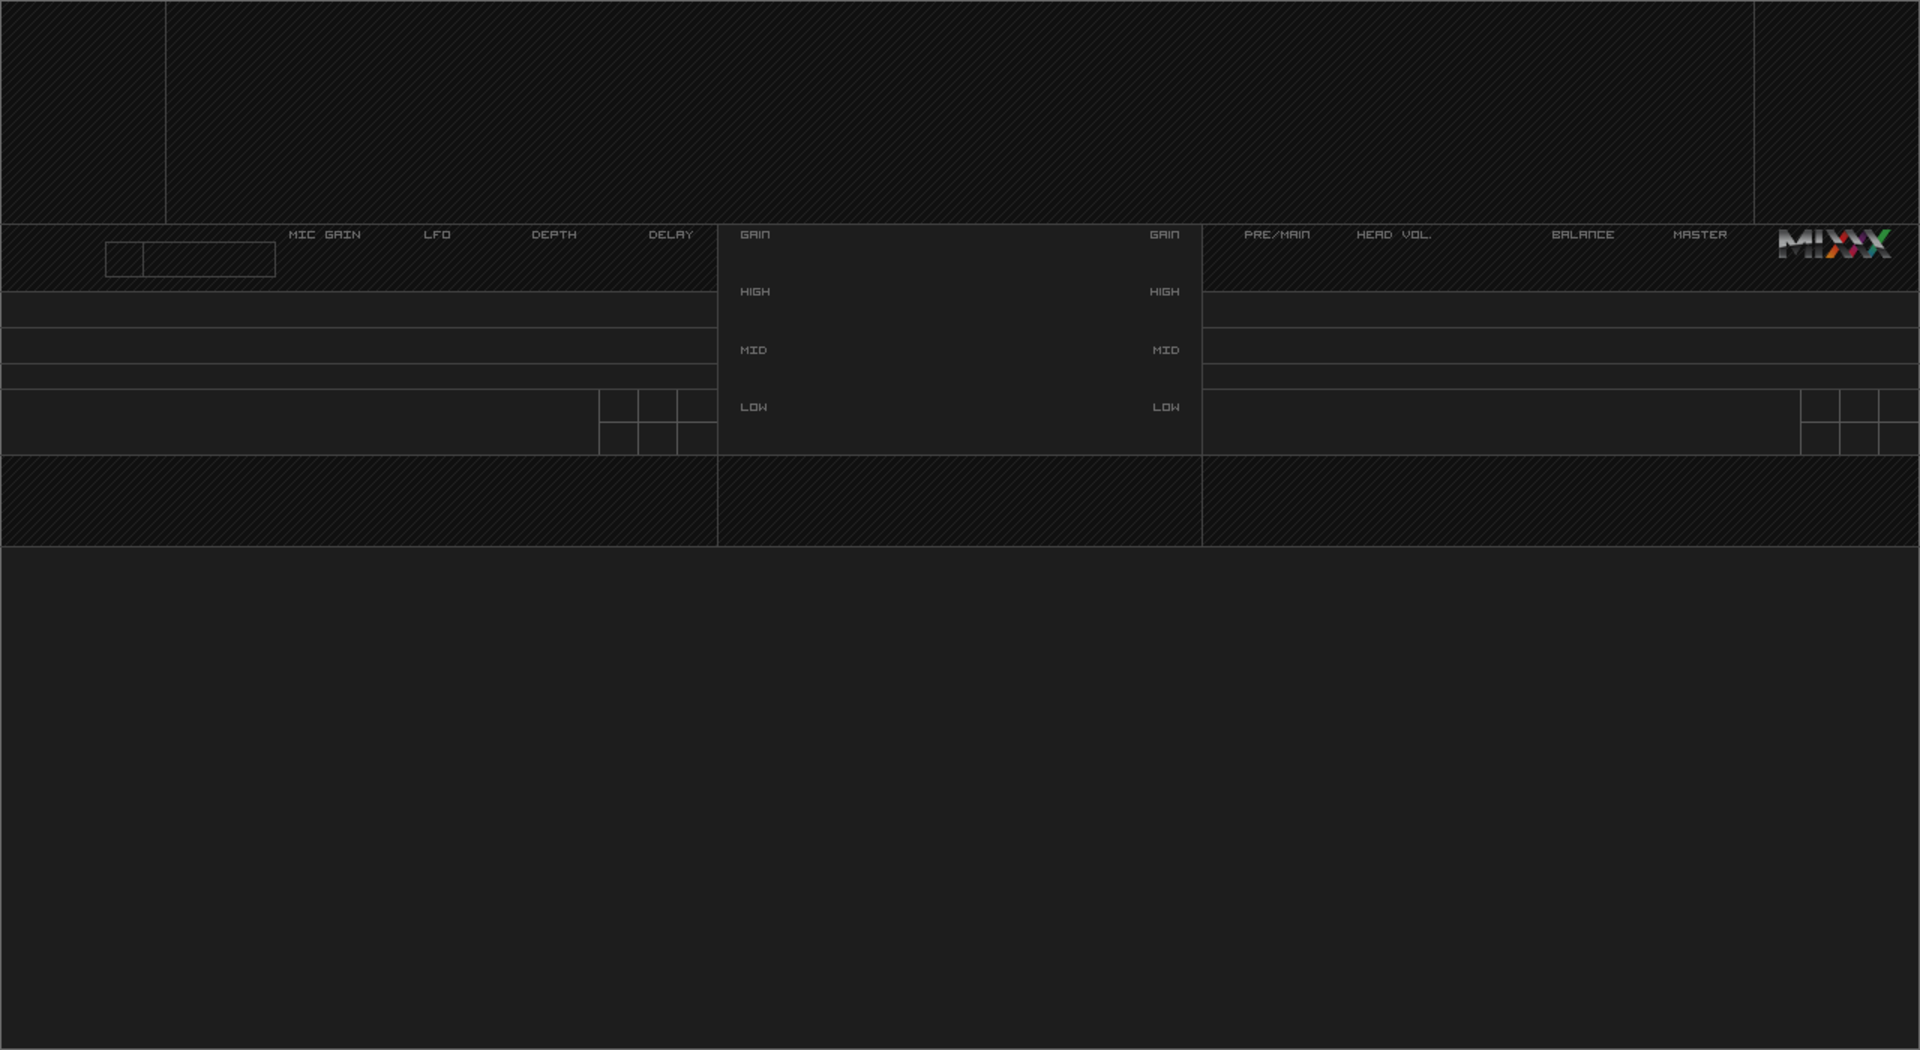 MIC GAIN LFO DEPTH DELAY GAIN GAIN PRE/MAIN HEAD VOL. BALANCE MASTER MIXXX
HIGH HIGH
MID MID
LOW LOW